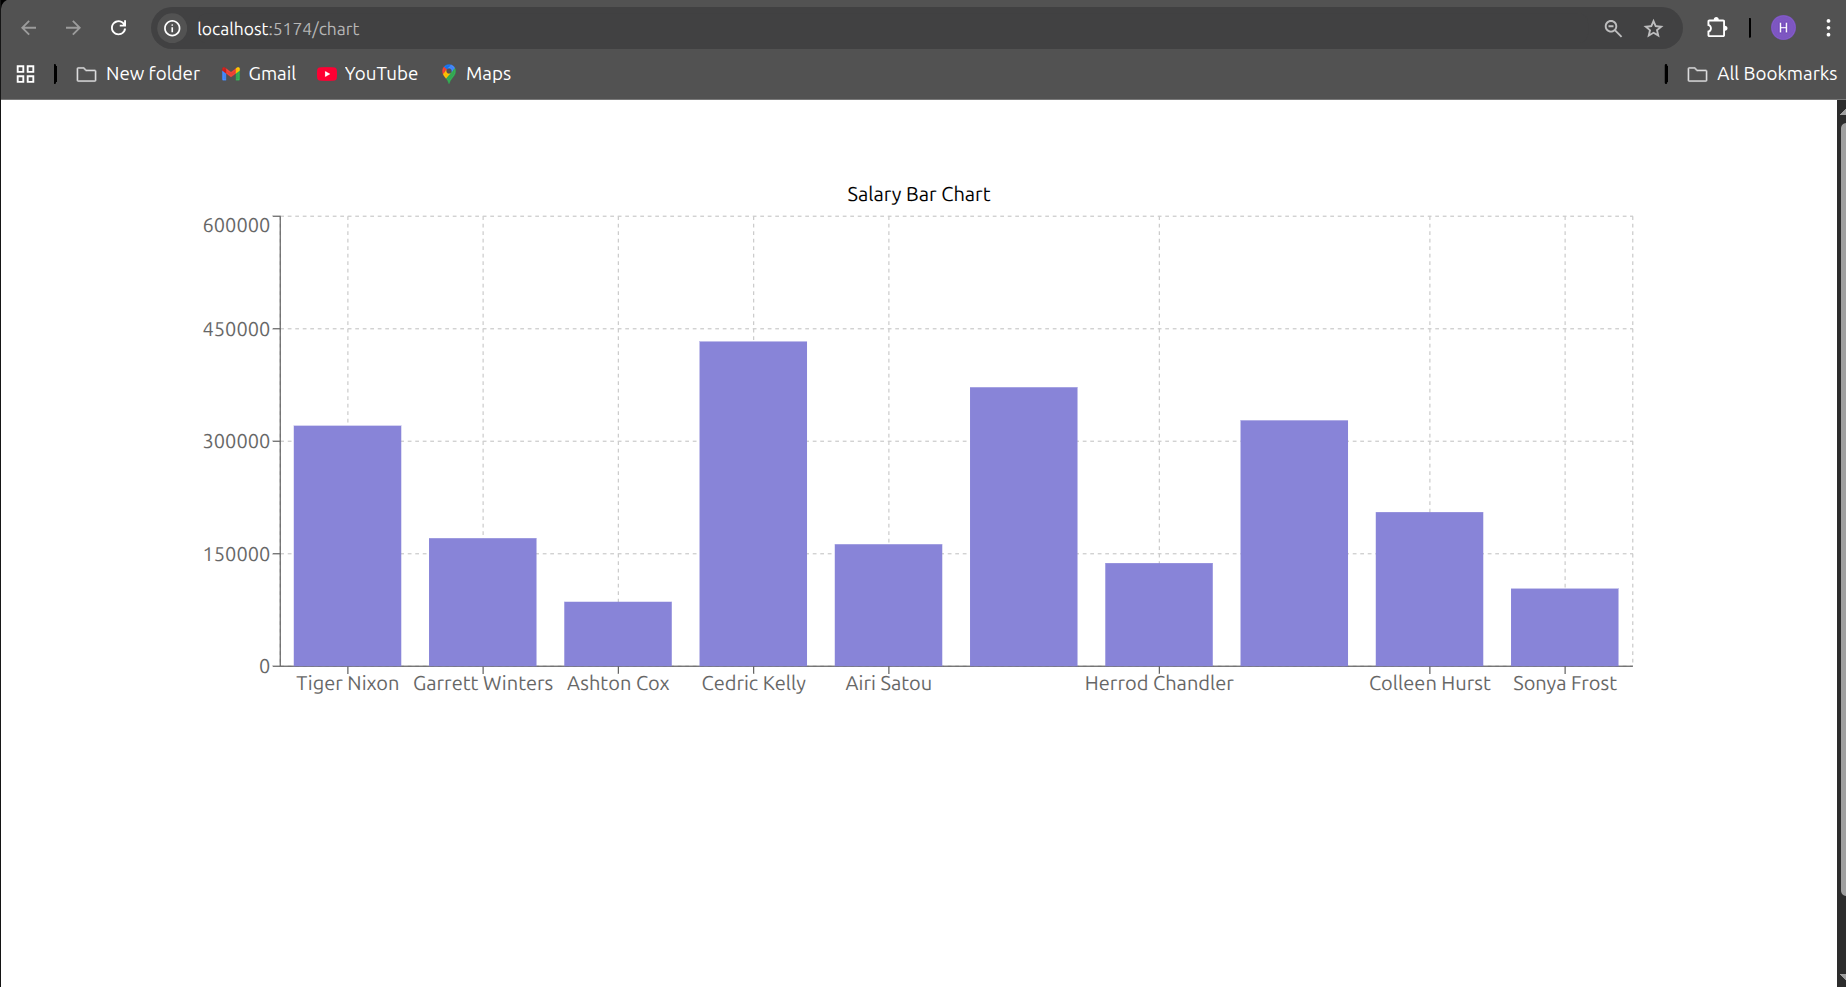 localhost:5174/chart
H
New folder Gmail YouTube Maps All Bookmarks
Salary Bar Chart
600000
450000
300000
150000
0
Tiger Nixon Garrett Winters Ashton Cox Cedric Kelly Airi Satou Herrod Chandler Colleen Hurst Sonya Frost